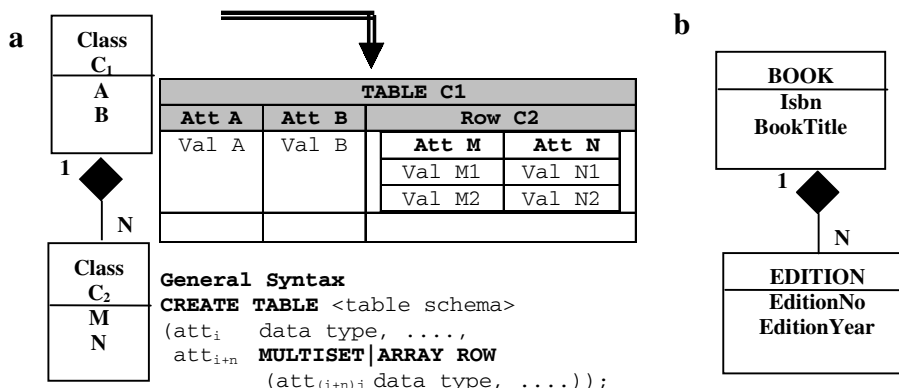 a
Class
C1
A
B
1
N
Class
C2
M
N
TABLE C1
Att A Att B Row C2
Val A Val B Att M Att N
Val M1 Val N1
Val M2 Val N2
General Syntax
CREATE TABLE <table schema>
(atti data type, ....,
atti+n MULTISET|ARRAY ROW
(att(i+n)j data type, ....));
b
BOOK
Isbn
BookTitle
1
N
EDITION
EditionNo
EditionYear